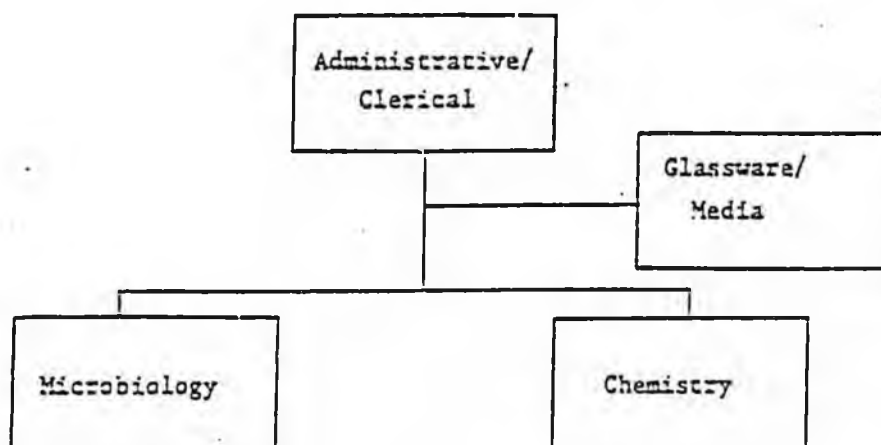 Administrative/
Clerical
Glassware/
Media
Microbiology
Chemistry